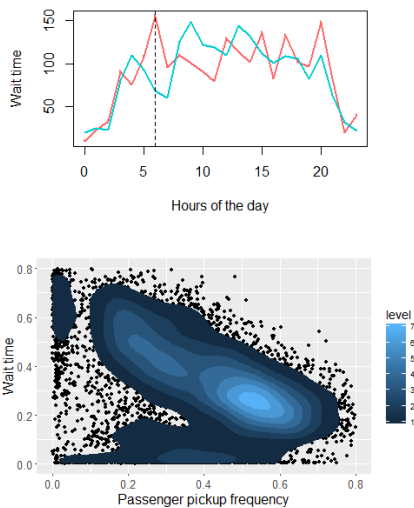 Wait time
150
100
50
0 5 10 15 20
Hours of the day
Wait time
0.8
0.6
0.4
0.2
0.0
0.0 0.2 0.4 0.6 0.8
Passenger pickup frequency
level
7
6
5
4
3
2
1